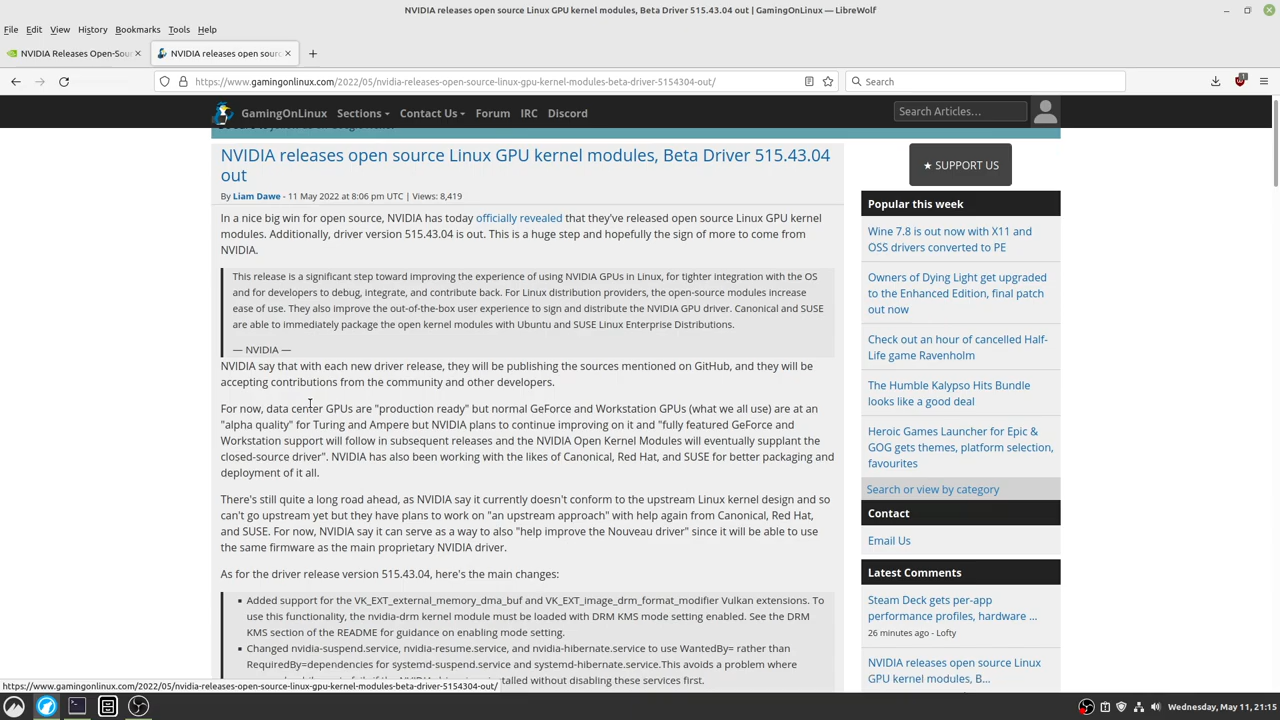 NVIDIA releases open source Linux GPU kernel modules, Beta Driver 515.43.04 out | GamingOnLinux — LibreWolf
File Edit View History Bookmarks Tools Help
NVIDIA Releases Open-Sou
NVIDIA releases open sour
https://www.gamingonlinux.com/2022/05/nvidia-releases-open-source-linux-gpu-kernel-modules-beta-driver-5154304-out/
Search
1
GamingOnLinux Sections Contact Us Forum IRC Discord
Search Articles...
NVIDIA releases open source Linux GPU kernel modules, Beta Driver 515.43.04
out
By Liam Dawe - 11 May 2022 at 8:06 pm UTC | Views: 8,419
In a nice big win for open source, NVIDIA has today officially revealed that they've released open source Linux GPU kernel
modules. Additionally, driver version 515.43.04 is out. This is a huge step and hopefully the sign of more to come from
NVIDIA.
This release is a significant step toward improving the experience of using NVIDIA GPUs in Linux, for tighter integration with the OS
and for developers to debug, integrate, and contribute back. For Linux distribution providers, the open-source modules increase
ease of use. They also improve the out-of-the-box user experience to sign and distribute the NVIDIA GPU driver. Canonical and SUSE
are able to immediately package the open kernel modules with Ubuntu and SUSE Linux Enterprise Distributions.
— NVIDIA —
NVIDIA say that with each new driver release, they will be publishing the sources mentioned on GitHub, and they will be
accepting contributions from the community and other developers.
For now, data center GPUs are "production ready" but normal GeForce and Workstation GPUs (what we all use) are at an
"alpha quality" for Turing and Ampere but NVIDIA plans to continue improving on it and "fully featured GeForce and
Workstation support will follow in subsequent releases and the NVIDIA Open Kernel Modules will eventually supplant the
closed-source driver". NVIDIA has also been working with the likes of Canonical, Red Hat, and SUSE for better packaging and
deployment of it all.
There's still quite a long road ahead, as NVIDIA say it currently doesn't conform to the upstream Linux kernel design and so
can't go upstream yet but they have plans to work on "an upstream approach" with help again from Canonical, Red Hat,
and SUSE. For now, NVIDIA say it can serve as a way to also "help improve the Nouveau driver" since it will be able to use
the same firmware as the main proprietary NVIDIA driver.
As for the driver release version 515.43.04, here's the main changes:
Added support for the VK_EXT_external_memory_dma_buf and VK_EXT_image_drm_format_modifier Vulkan extensions. To
use this functionality, the nvidia-drm kernel module must be loaded with DRM KMS mode setting enabled. See the DRM
KMS section of the README for guidance on enabling mode setting.
Changed nvidia-suspend.service, nvidia-resume.service, and nvidia-hibernate.service to use WantedBy= rather than
RequiredBy=dependencies for systemd-suspend.service and systemd-hibernate.service.This avoids a problem where
installed without disabling these services first.
★ SUPPORT US
Popular this week
Wine 7.8 is out now with X11 and
OSS drivers converted to PE
Owners of Dying Light get upgraded
to the Enhanced Edition, final patch
out now
Check out an hour of cancelled Half-
Life game Ravenholm
The Humble Kalypso Hits Bundle
looks like a good deal
Heroic Games Launcher for Epic &
GOG gets themes, platform selection,
favourites
Search or view by category
Contact
Email Us
Latest Comments
Steam Deck gets per-app
performance profiles, hardware ...
26 minutes ago - Lofty
NVIDIA releases open source Linux
GPU kernel modules, B...
https://www.gamingonlinux.com/2022/05/nvidia-releases-open-source-linux-gpu-kernel-modules-beta-driver-5154304-out/
Wednesday, May 11, 21:15